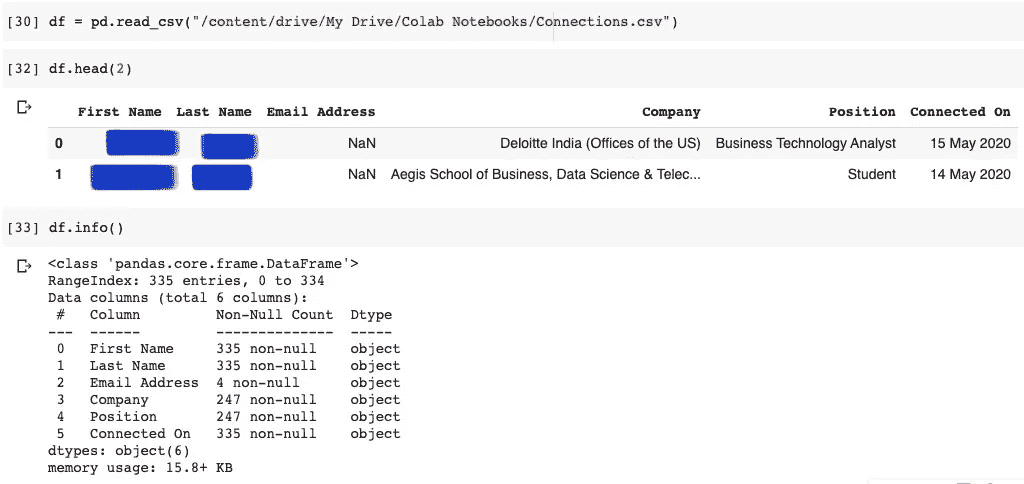 [30] df = pd.read_csv("/content/drive/My Drive/Colab Notebooks/Connections.csv")
[32] df.head(2)
First Name Last Name Email Address Company Position Connected On
0 NaN Deloitte India (Offices of the US) Business Technology Analyst 15 May 2020
1 NaN Aegis School of Business, Data Science & Telec... Student 14 May 2020
[33] df.info()
<class 'pandas.core.frame.DataFrame'>
RangeIndex: 335 entries, 0 to 334
Data columns (total 6 columns):
# Column Non-Null Count Dtype
--- ------ -------------- -----
0 First Name 335 non-null object
1 Last Name 335 non-null object
2 Email Address 4 non-null object
3 Company 247 non-null object
4 Position 247 non-null object
5 Connected On 335 non-null object
dtypes: object(6)
memory usage: 15.8+ KB